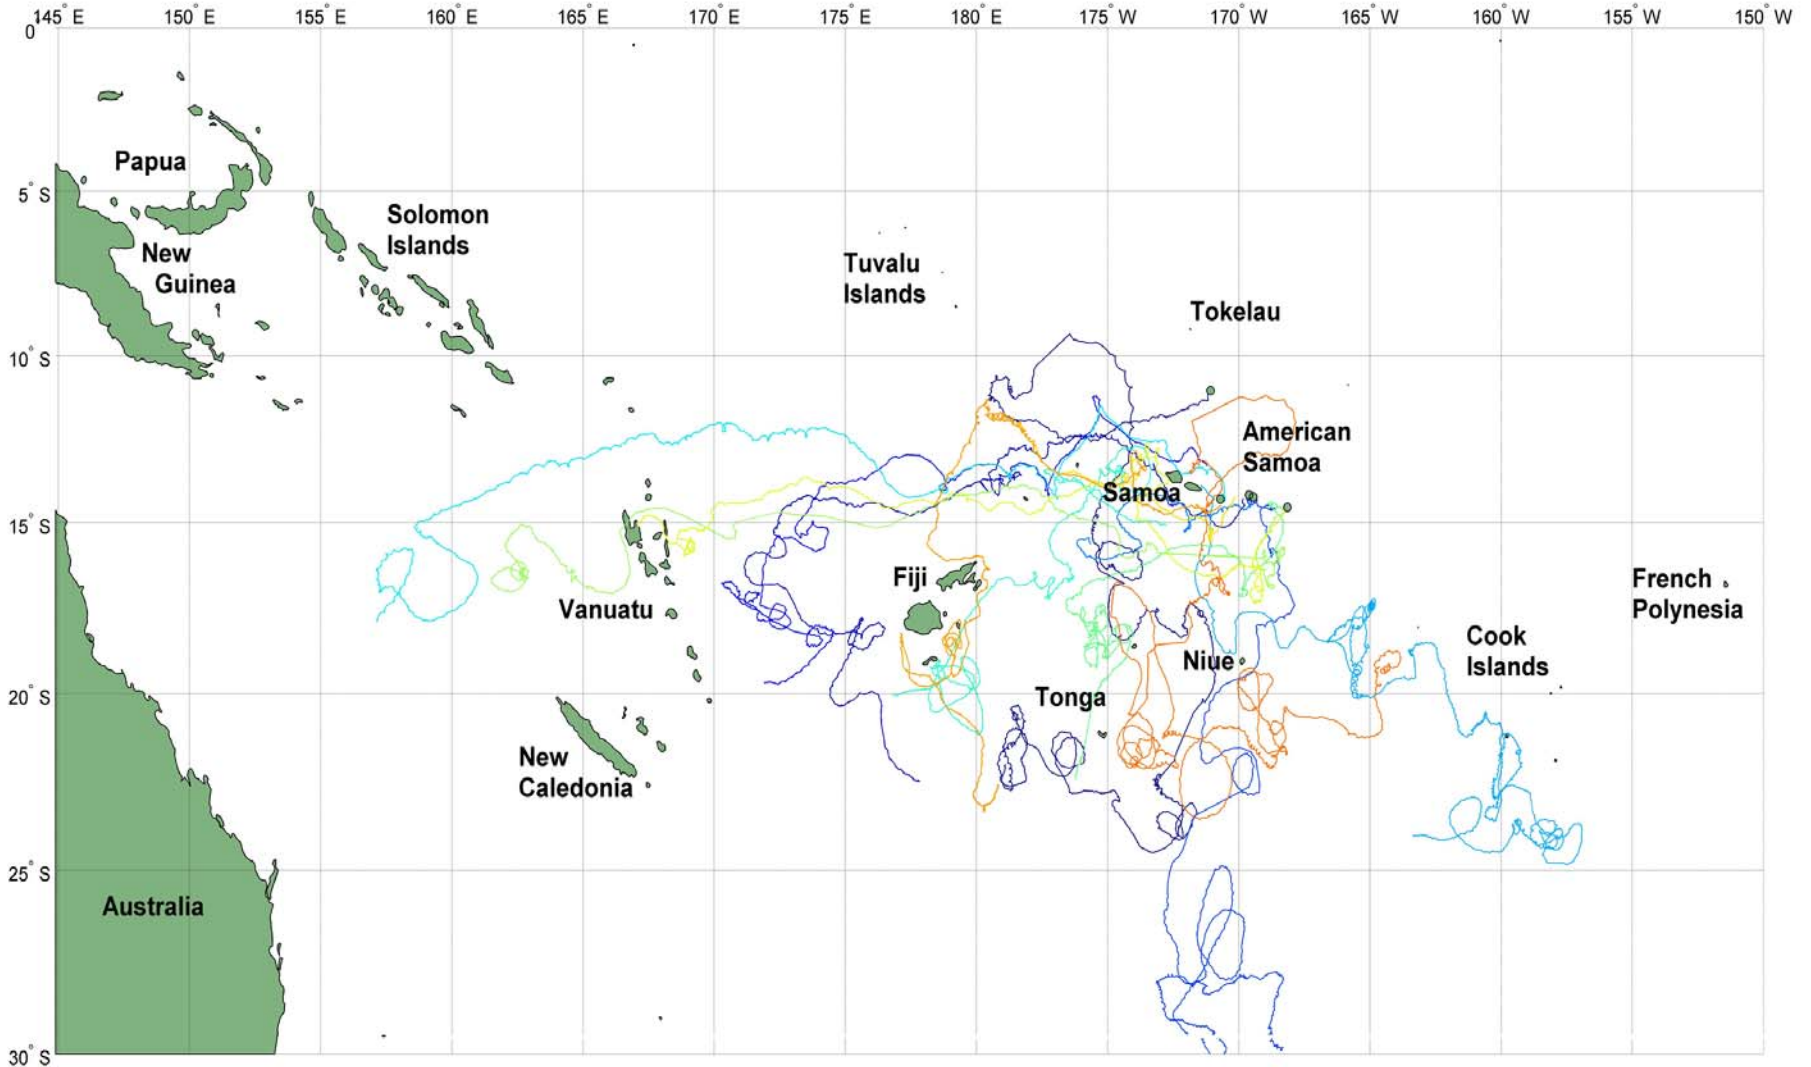 145° E 150° E 155° E 160° E 165° E 170° E 175° E 180° E 175° W 170° W 165° W 160° W 155° W 150° W
0°
Papua
5° S
Solomon
Islands
New
Guinea
Tuvalu
Islands
Tokelau
10° S
American
Samoa
Samoa
15° S
Fiji
French
Polynesia
Vanuatu
Cook
Islands
Niue
20° S
Tonga
New
Caledonia
25° S
Australia
30° S